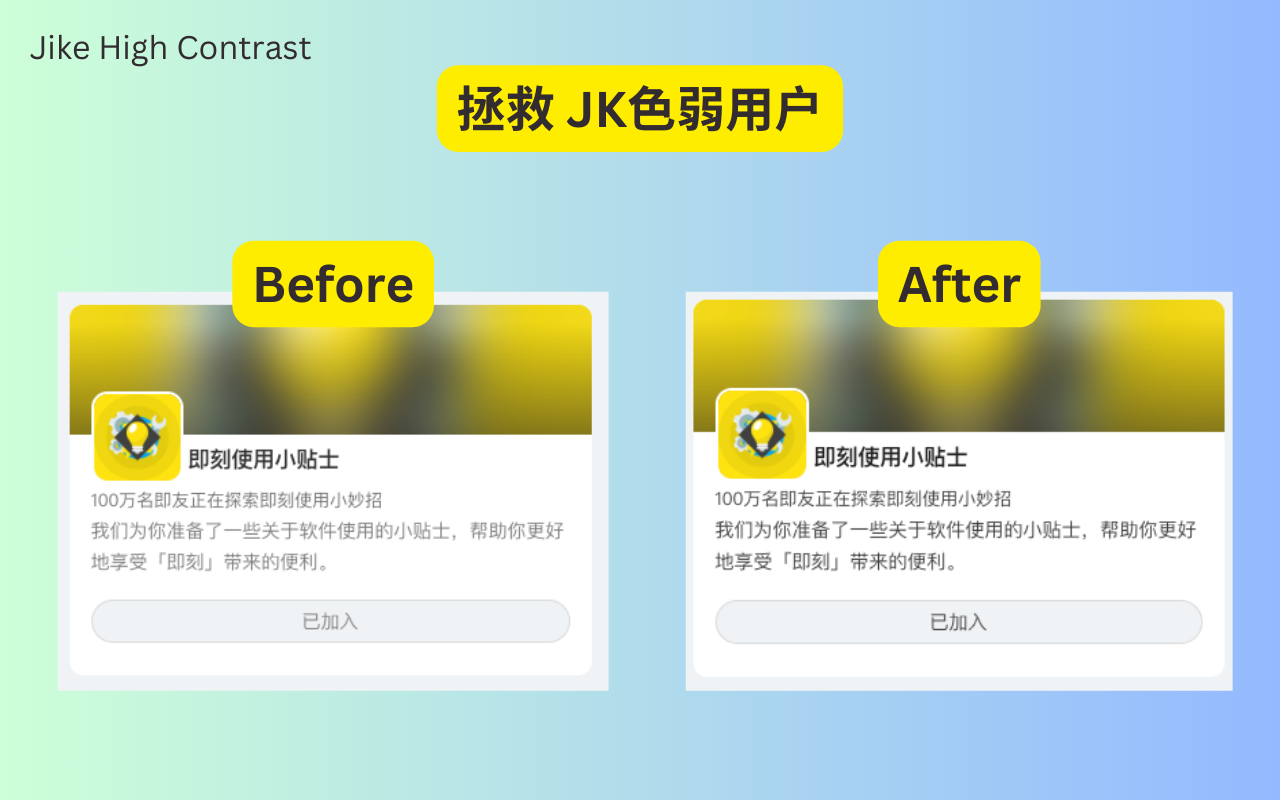 Jike High Contrast
拯救 JK色弱用户
Before
即刻使用小贴士
100万名即友正在探索即刻使用小妙招
我们为你准备了一些关于软件使用的小贴士，帮助你更好
地享受「即刻」带来的便利。
已加入
After
即刻使用小贴士
100万名即友正在探索即刻使用小妙招
我们为你准备了一些关于软件使用的小贴士，帮助你更好
地享受「即刻」带来的便利。
已加入